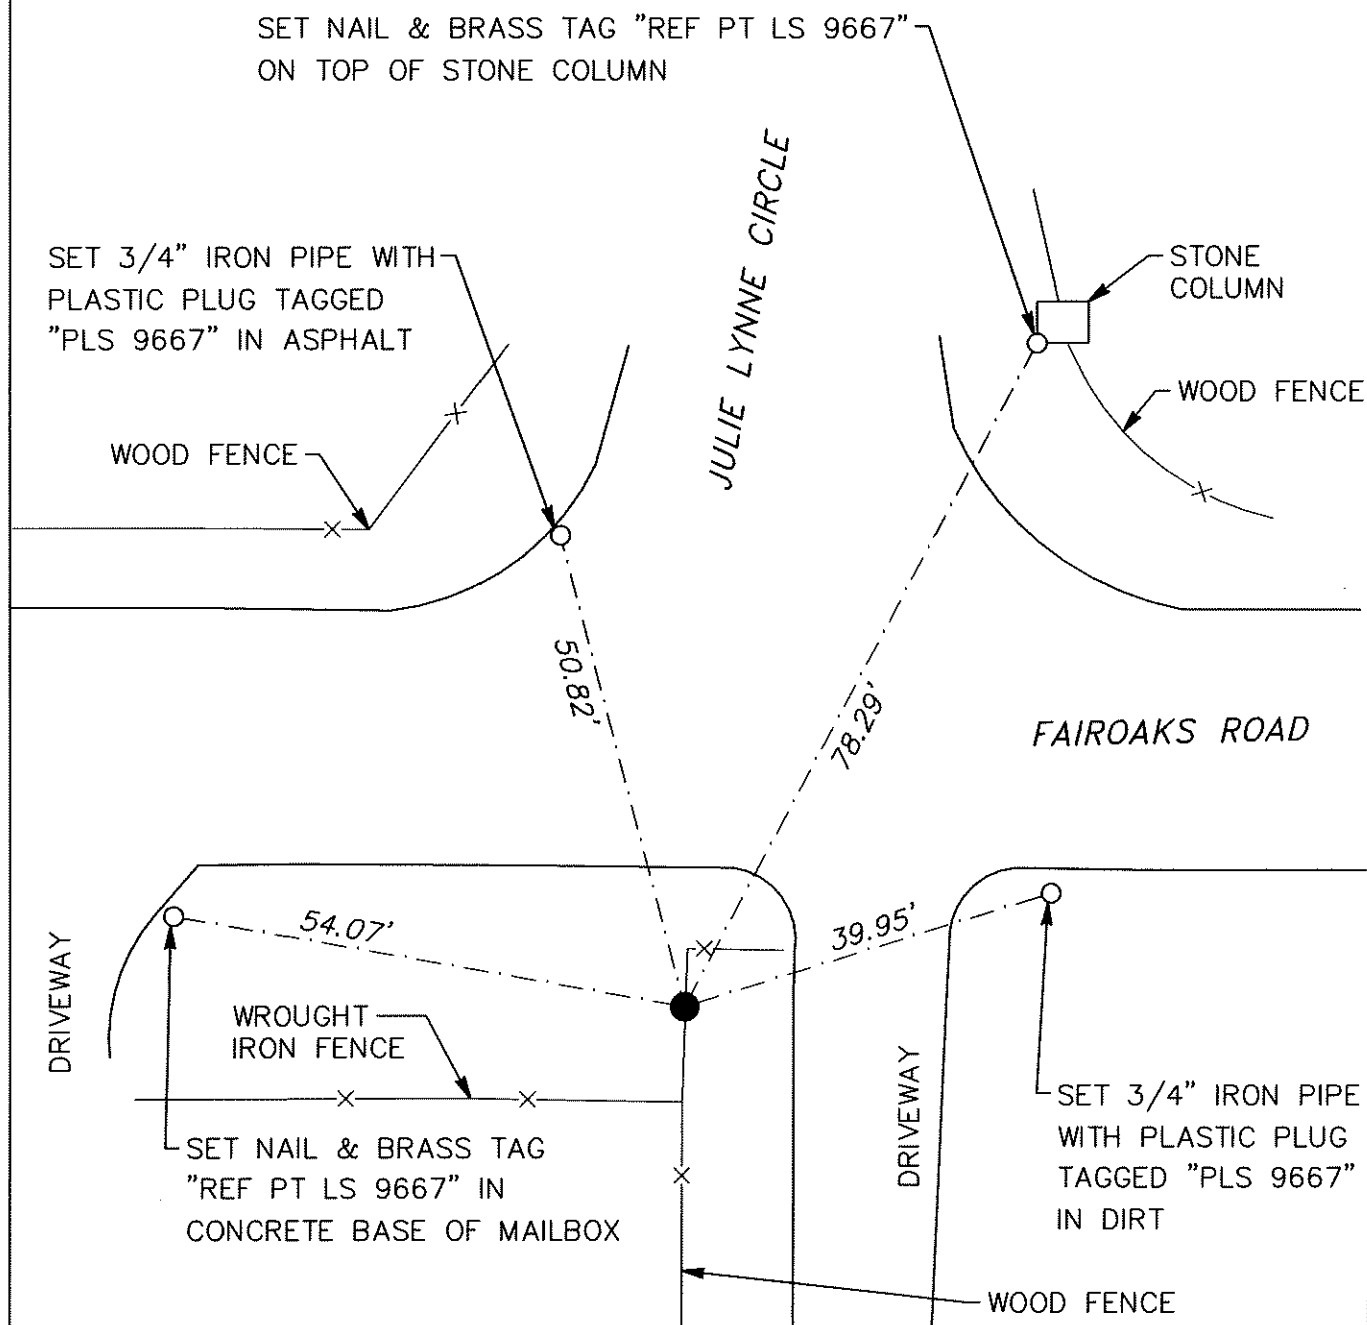 SET NAIL & BRASS TAG "REF PT LS 9667"
ON TOP OF STONE COLUMN
JULIE LYNNE CIRCLE
SET 3/4" IRON PIPE WITH
PLASTIC PLUG TAGGED
"PLS 9667" IN ASPHALT
STONE
COLUMN
WOOD FENCE
WOOD FENCE
50.82'
78.29'
FAIROAKS ROAD
54.07'
39.95'
DRIVEWAY
WROUGHT
IRON FENCE
DRIVEWAY
SET NAIL & BRASS TAG
"REF PT LS 9667" IN
CONCRETE BASE OF MAILBOX
SET 3/4" IRON PIPE
WITH PLASTIC PLUG
TAGGED "PLS 9667"
IN DIRT
WOOD FENCE